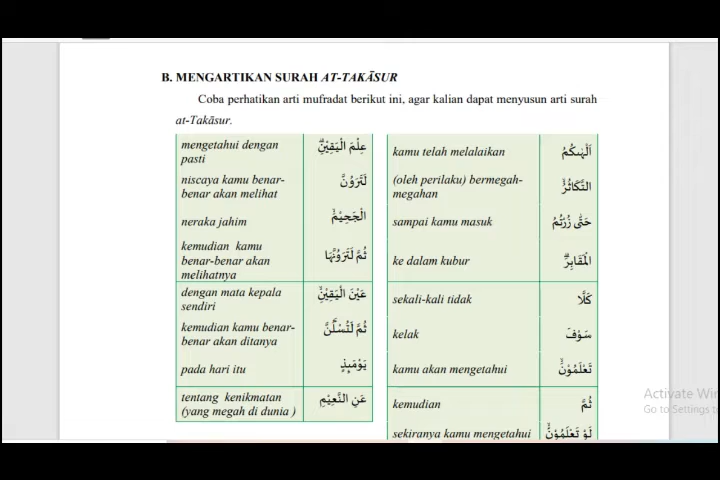 B. MENGARTIKAN SURAH AT-TAKĀSUR
Coba perhatikan arti mufradat berikut ini, agar kalian dapat menyusun arti surah
at-Takāsur.
اَلْهٰىكُمُ
kamu telah melalaikan
التَّكَاثُرُۙ
(oleh perilaku) bermegah-
megahan
حَتّٰى زُرْتُمُ
sampai kamu masuk
الْمَقَابِرَۗ
ke dalam kubur
كَلَّا
sekali-kali tidak
سَوْفَ
kelak
تَعْلَمُوْنَۙ
kamu akan mengetahui
ثُمَّ
kemudian
لَوْ تَعْلَمُوْنَ
sekiranya kamu mengetahui
عِلْمَ الْيَقِيْنِۗ
mengetahui dengan
pasti
لَتَرَوُنَّ
niscaya kamu benar-
benar akan melihat
الْجَحِيْمَۙ
neraka jahim
ثُمَّ لَتَرَوُنَّهَا
kemudian kamu
benar-benar akan
melihatnya
عَيْنَ الْيَقِيْنِۙ
dengan mata kepala
sendiri
ثُمَّ لَتُسْـَٔلُنَّ
kemudian kamu benar-
benar akan ditanya
يَوْمَىِٕذٍ
pada hari itu
عَنِ النَّعِيْمِ
tentang kenikmatan
(yang megah di dunia )
Activate Win
Go to Settings t